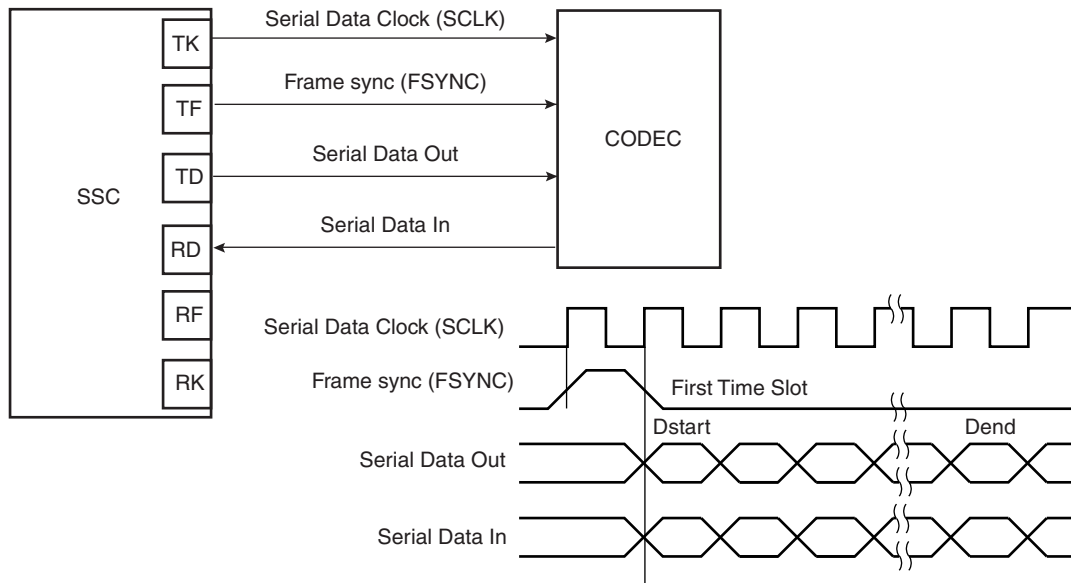 SSC
TK
TF
TD
RD
RF
RK
Serial Data Clock (SCLK)
Frame sync (FSYNC)
Serial Data Out
Serial Data In
CODEC
Serial Data Clock (SCLK)
Frame sync (FSYNC)
First Time Slot
Dstart
Dend
Serial Data Out
Serial Data In